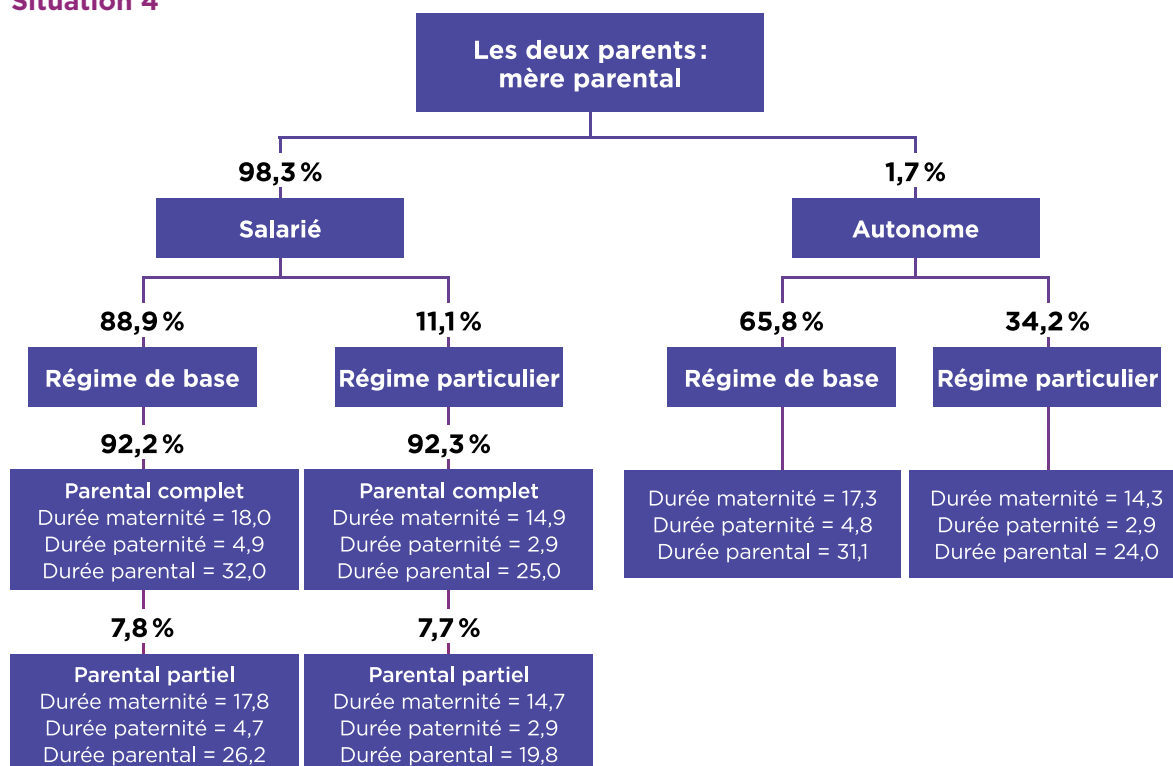 Situation 4
Les deux parents :
mère parental
98,3 %
1,7 %
Salarié
Autonome
88,9 %
11,1 %
65,8 %
34,2 %
Régime de base
Régime particulier
Régime de base
Régime particulier
92,2 %
92,3 %
Parental complet
Durée maternité = 18,0
Durée paternité = 4,9
Durée parental = 32,0
Parental complet
Durée maternité = 14,9
Durée paternité = 2,9
Durée parental = 25,0
Durée maternité = 17,3
Durée paternité = 4,8
Durée parental = 31,1
Durée maternité = 14,3
Durée paternité = 2,9
Durée parental = 24,0
7,8 %
7,7 %
Parental partiel
Durée maternité = 17,8
Durée paternité = 4,7
Durée parental = 26,2
Parental partiel
Durée maternité = 14,7
Durée paternité = 2,9
Durée parental = 19,8